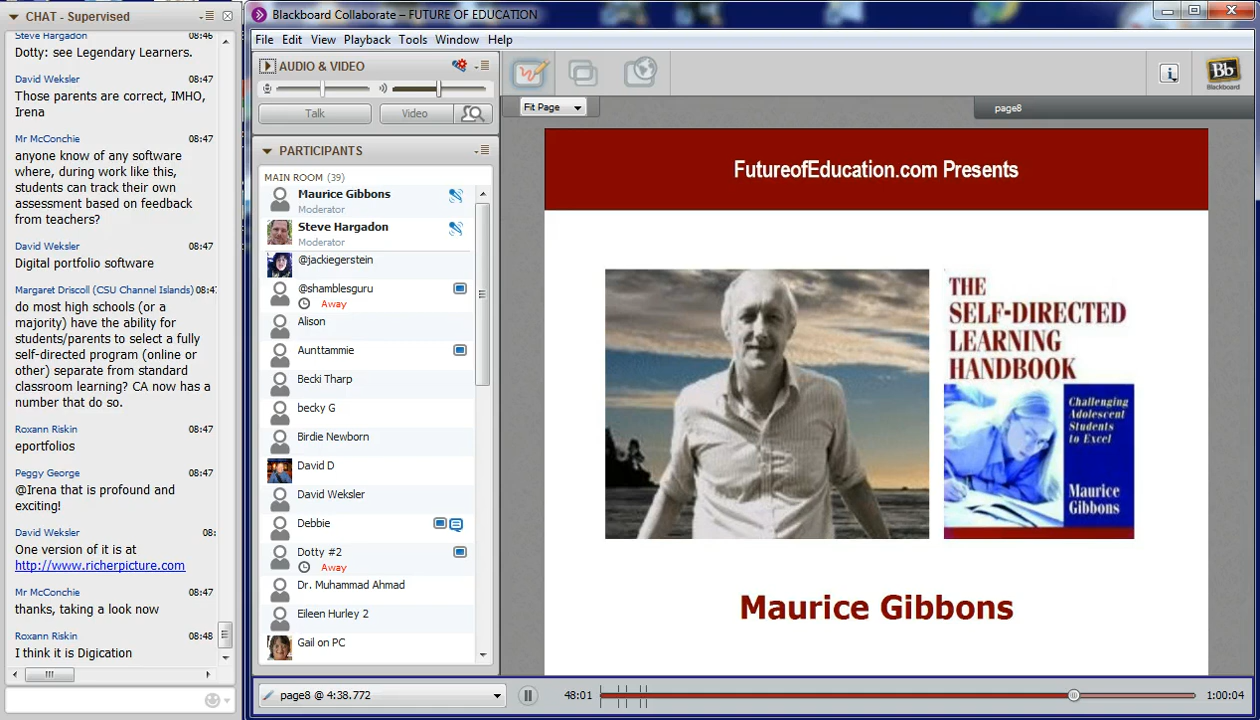 CHAT - Supervised
Steve Hargadon 08:46
Dotty: see Legendary Learners.
David Weksler 08:47
Those parents are correct, IMHO,
Irena
Mr McConchie 08:47
anyone know of any software
where, during work like this,
students can track their own
assessment based on feedback
from teachers?
David Weksler 08:47
Digital portfolio software
Margaret Driscoll (CSU Channel Islands) 08:4
do most high schools (or a
majority) have the ability for
students/parents to select a fully
self-directed program (online or
other) separate from standard
classroom learning? CA now has a
number that do so.
Roxann Riskin 08:47
eportfolios
Peggy George 08:47
@Irena that is profound and
exciting!
David Weksler 08:
One version of it is at
http://www.richerpicture.com
Mr McConchie 08:47
thanks, taking a look now
Roxann Riskin 08:48
I think it is Digication
Blackboard Collaborate – FUTURE OF EDUCATION
File Edit View Playback Tools Window Help
AUDIO & VIDEO
Talk Video
PARTICIPANTS
MAIN ROOM (39)
Maurice Gibbons
Moderator
Steve Hargadon
Moderator
@jackiegerstein
@shamblesguru
Away
Alison
Aunttammie
Becki Tharp
becky G
Birdie Newborn
David D
David Weksler
Debbie
Dotty #2
Away
Dr. Muhammad Ahmad
Eileen Hurley 2
Gail on PC
page8 @ 4:38.772
Bb
Blackboard
Fit Page
page8
FutureofEducation.com Presents
THE
SELF-DIRECTED
LEARNING
HANDBOOK
Challenging
Adolescent
Students
to Excel
Maurice
Gibbons
Maurice Gibbons
48:01 1:00:04